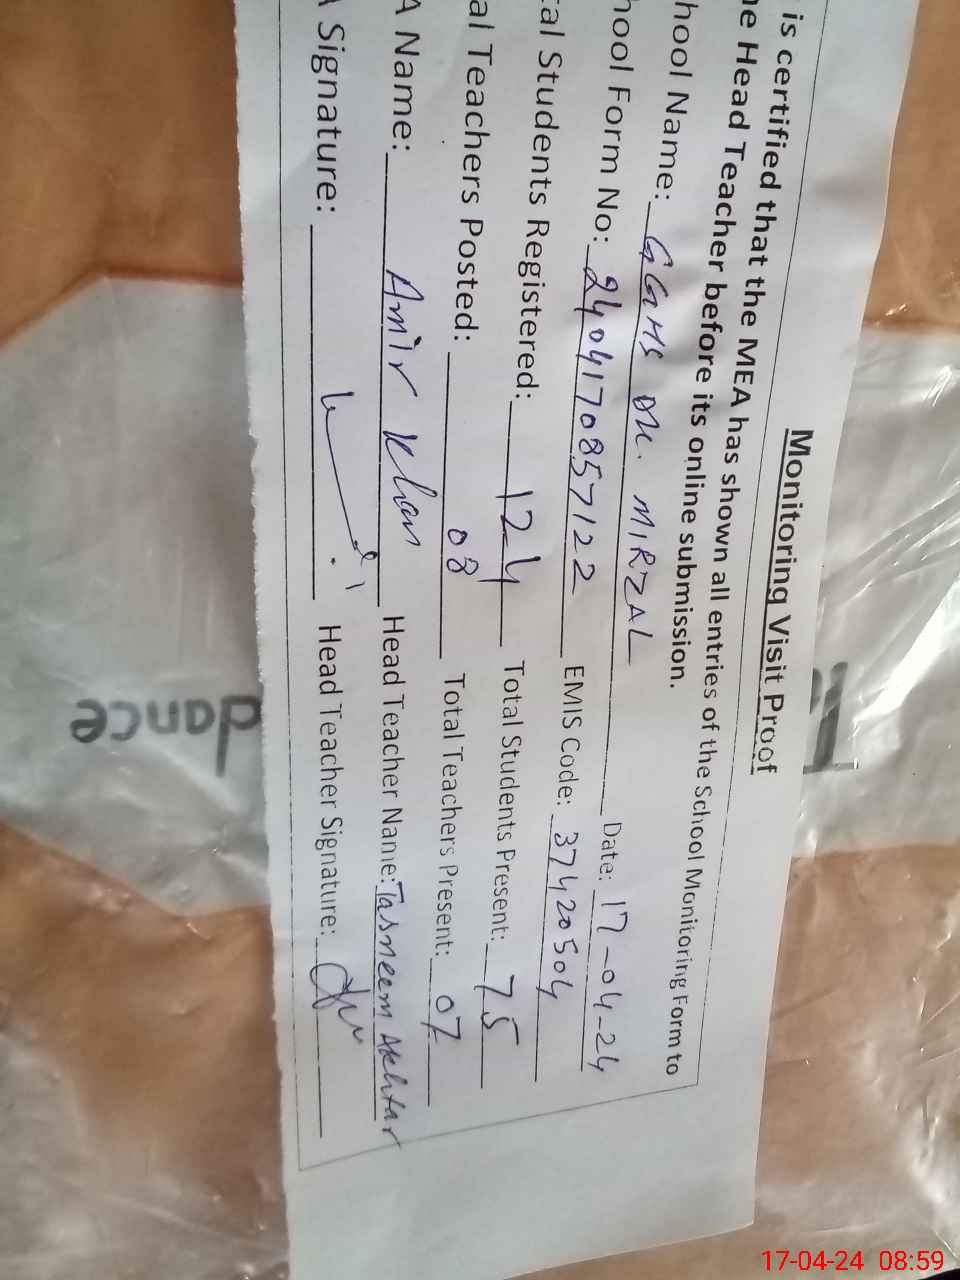 Monitoring Visit Proof
is certified that the MEA has shown all entries of the School Monitoring Form to
he Head Teacher before its online submission.
hool Name: GGHS DK. MIRZAL Date: 17-04-24
hool Form No: 2404170857122 EMIS Code: 37420504
tal Students Registered: 124 Total Students Present: 75
al Teachers Posted: 08 Total Teachers Present: 07
A Name: Amir Khan Head Teacher Name: Tasneem Akhtar
A Signature: Head Teacher Signature:
dance
17-04-24 08:59